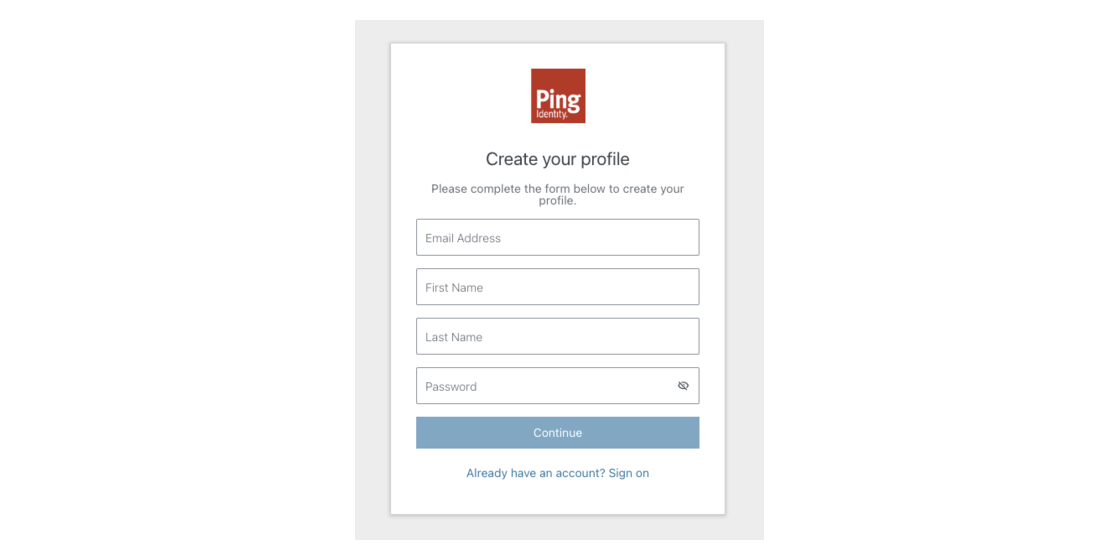 Ping
Identity.
Create your profile
Please complete the form below to create your
profile.
Email Address
First Name
Last Name
Password
Continue
Already have an account? Sign on